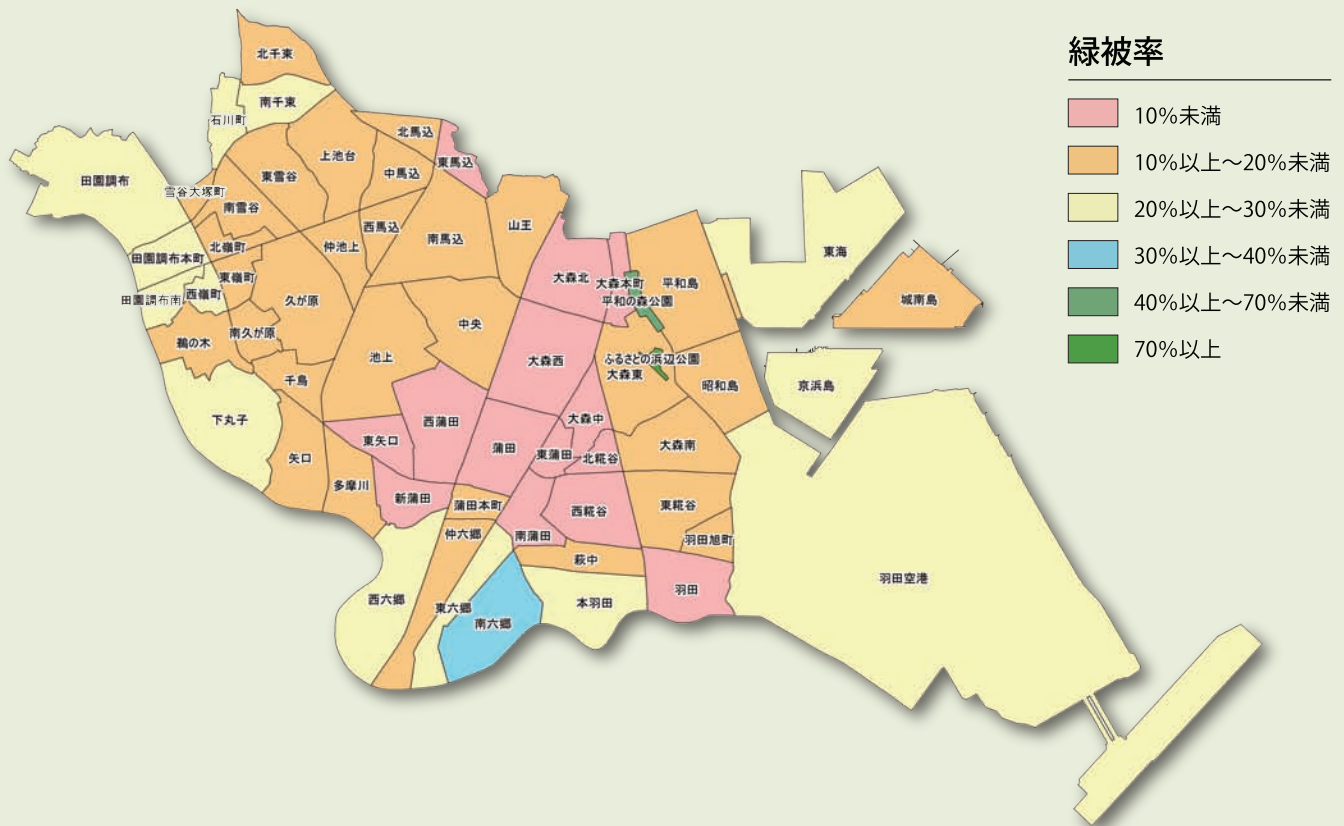 緑被率
10%未満
10%以上～20%未満
20%以上～30%未満
30%以上～40%未満
40%以上～70%未満
70%以上
北千束
南千束
石川町
上池台
北馬込
東馬込
中馬込
東雪谷
田園調布
雪谷大塚町
南雪谷
西馬込
南馬込
山王
仲池上
北嶺町
田園調布本町
東嶺町
大森北
大森本町
平和島
東海
平和の森公園
城南島
田園調布南
西嶺町
久が原
中央
南久が原
鵜の木
池上
大森西
ふるさとの浜辺公園
大森東
昭和島
京浜島
千鳥
下丸子
西蒲田
東矢口
蒲田
大森中
東蒲田
北糀谷
大森南
矢口
多摩川
新蒲田
蒲田本町
西糀谷
東糀谷
仲六郷
南蒲田
羽田旭町
萩中
羽田
羽田空港
西六郷
東六郷
南六郷
本羽田